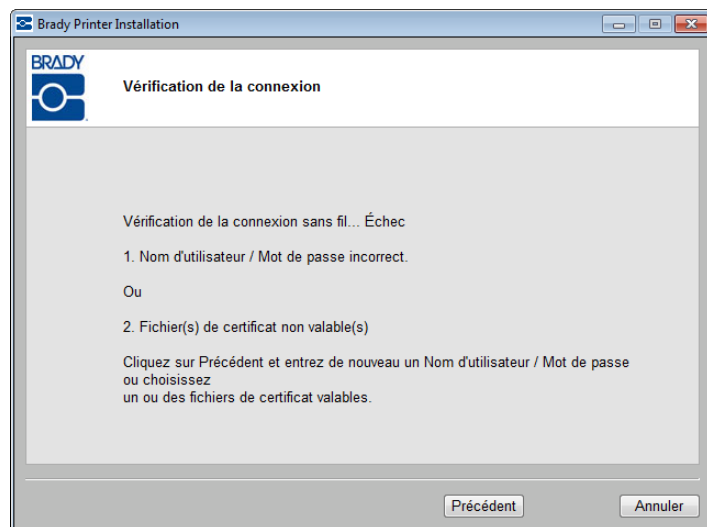 Brady Printer Installation
BRADY
Vérification de la connexion
Vérification de la connexion sans fil... Échec
1. Nom d'utilisateur / Mot de passe incorrect.
Ou
2. Fichier(s) de certificat non valable(s)
Cliquez sur Précédent et entrez de nouveau un Nom d'utilisateur / Mot de passe
ou choisissez
un ou des fichiers de certificat valables.
Précédent
Annuler